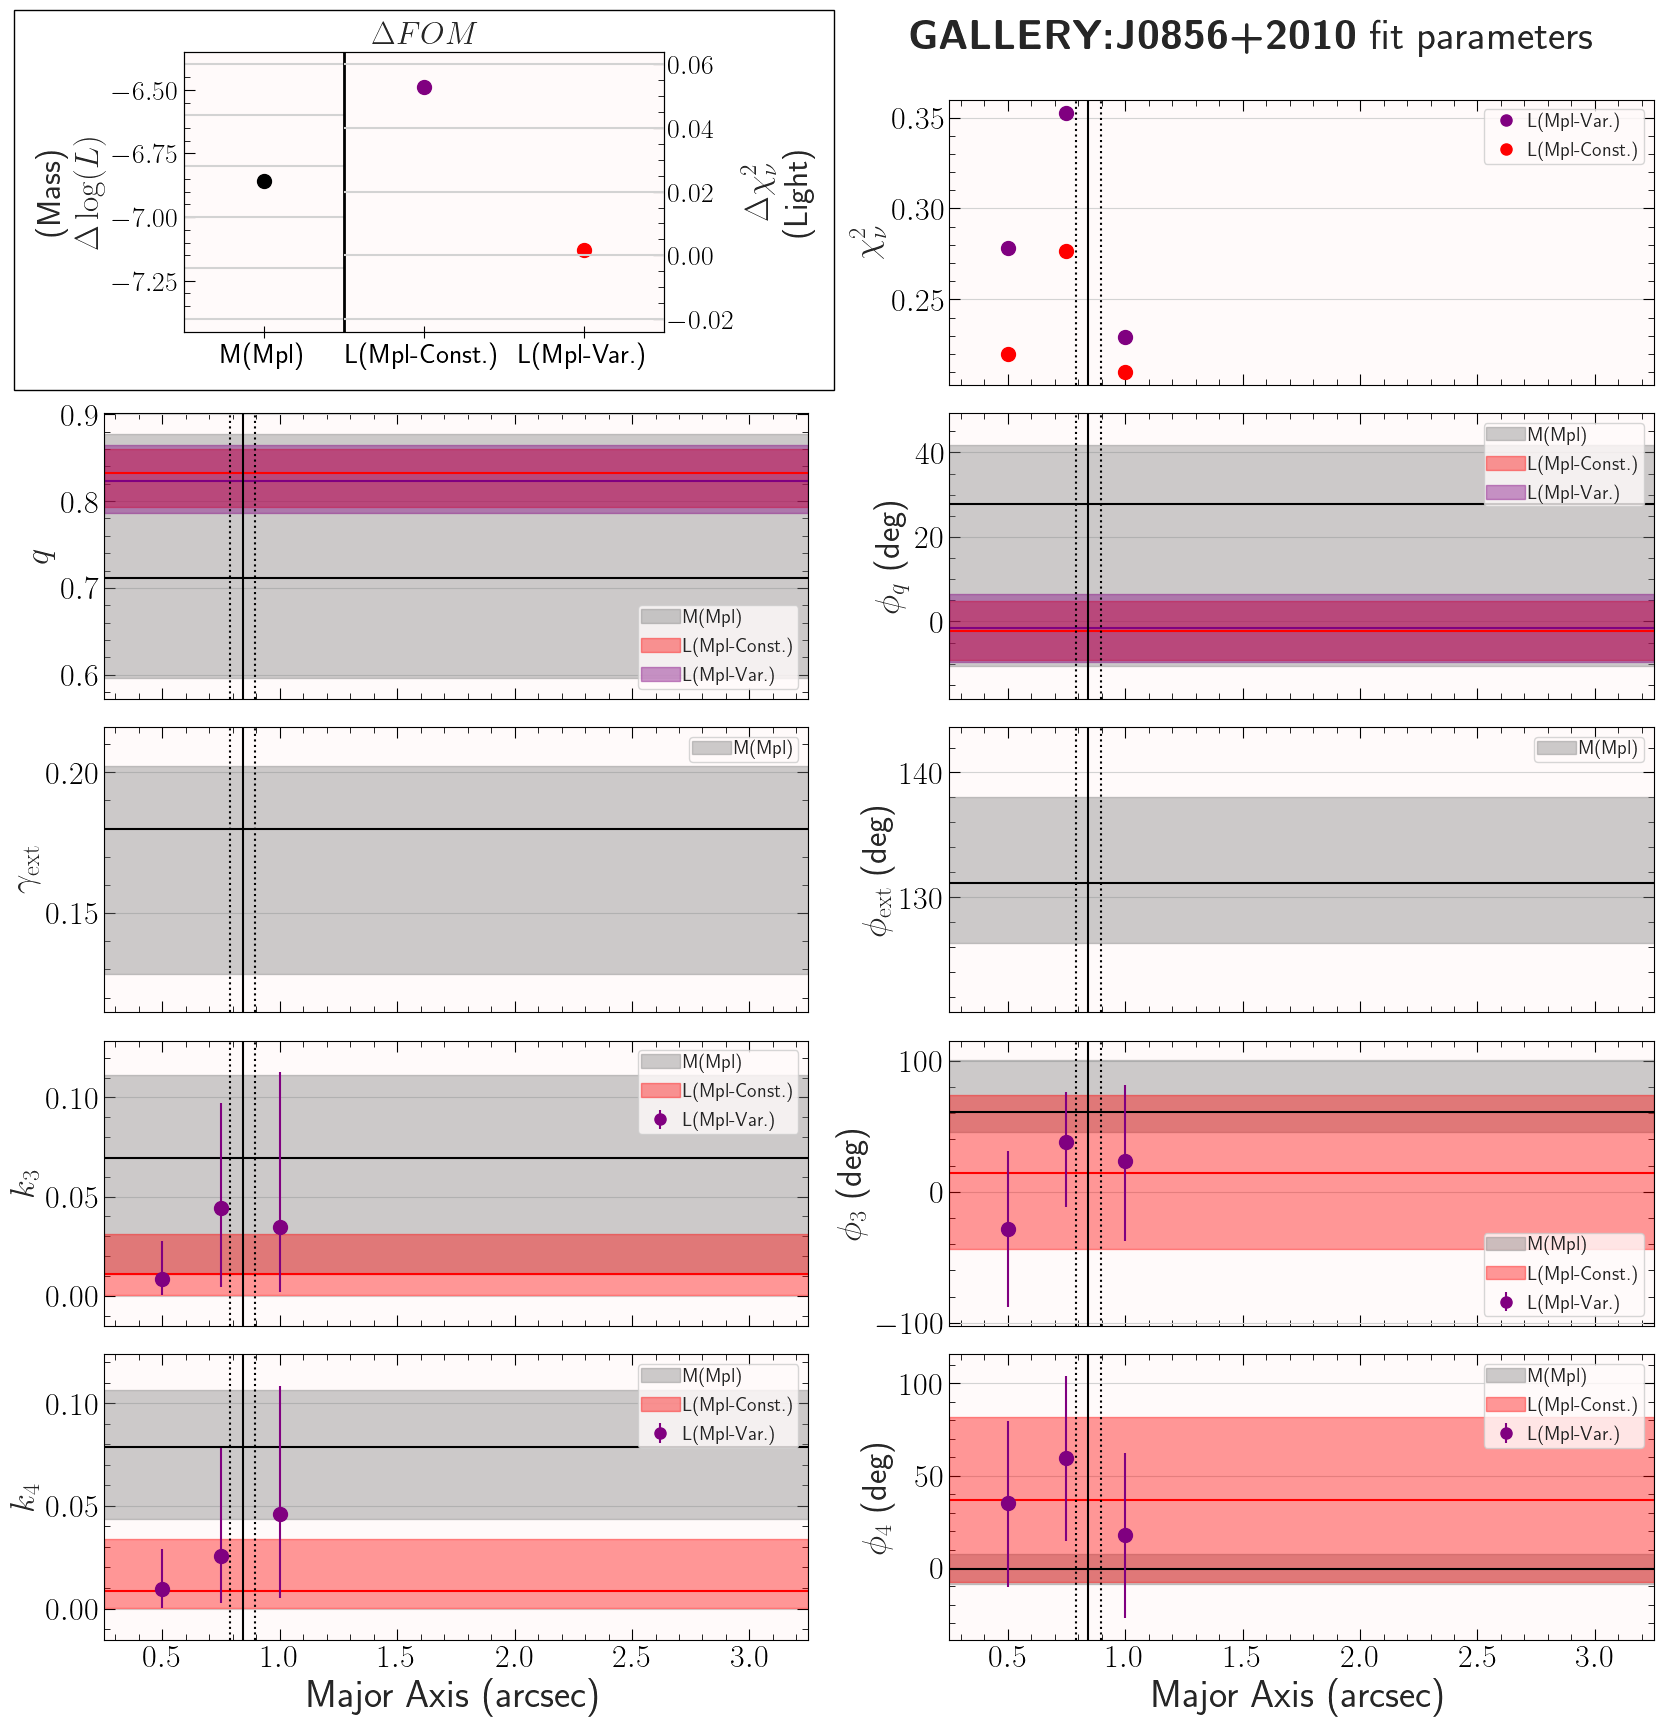 ΔFOM
GALLERY:J0856+2010 fit parameters
(Mass)
Δ log(L)
−6.50
−6.75
−7.00
−7.25
0.06
0.04
0.02
0.00
−0.02
Δχ²ν
(Light)
M(Mpl) L(Mpl-Const.) L(Mpl-Var.)
χ²ν
0.35
0.30
0.25
L(Mpl-Var.)
L(Mpl-Const.)
q
0.9
0.8
0.7
0.6
M(Mpl)
L(Mpl-Const.)
L(Mpl-Var.)
ϕq (deg)
40
20
0
M(Mpl)
L(Mpl-Const.)
L(Mpl-Var.)
γext
0.20
0.15
M(Mpl)
ϕext (deg)
140
130
M(Mpl)
k3
0.10
0.05
0.00
M(Mpl)
L(Mpl-Const.)
L(Mpl-Var.)
ϕ3 (deg)
100
0
−100
M(Mpl)
L(Mpl-Const.)
L(Mpl-Var.)
k4
0.10
0.05
0.00
M(Mpl)
L(Mpl-Const.)
L(Mpl-Var.)
0.5 1.0 1.5 2.0 2.5 3.0
Major Axis (arcsec)
ϕ4 (deg)
100
50
0
M(Mpl)
L(Mpl-Const.)
L(Mpl-Var.)
0.5 1.0 1.5 2.0 2.5 3.0
Major Axis (arcsec)